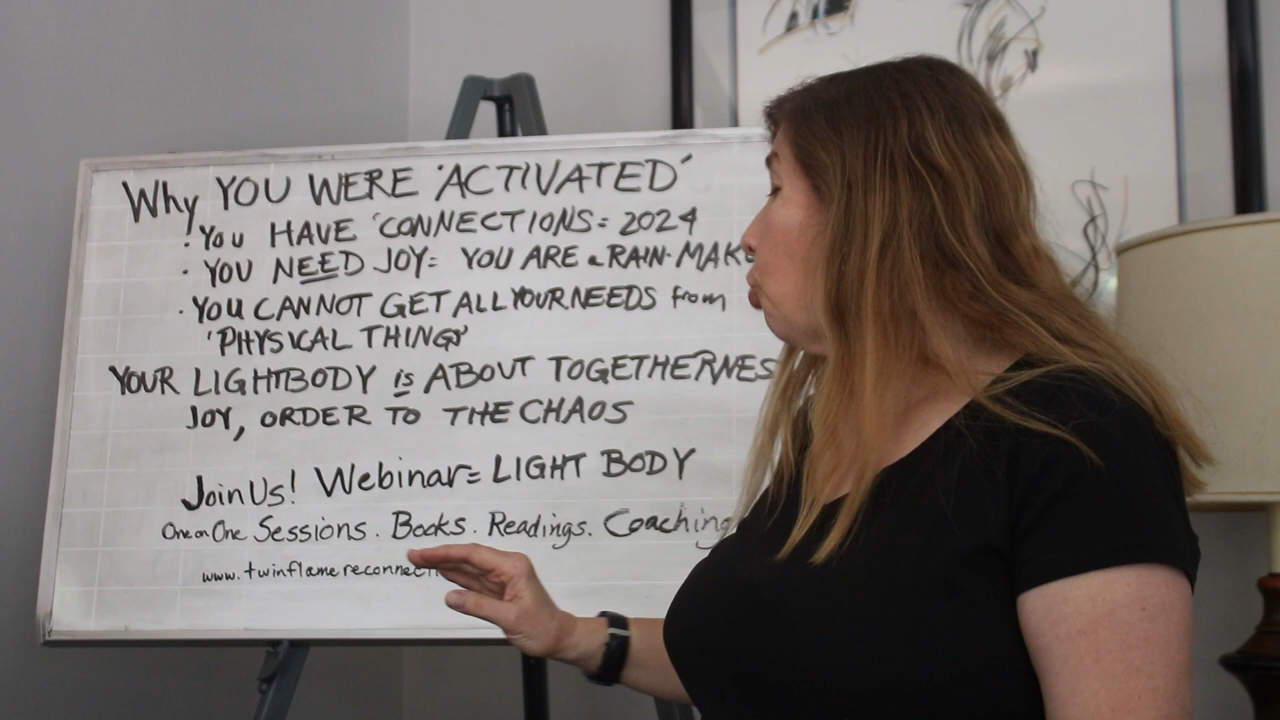 Why YOU WERE 'ACTIVATED'
· YOU HAVE 'CONNECTIONS = 2024
· YOU NEED JOY = YOU ARE a RAIN-MAK
· YOU CANNOT GET ALL YOUR NEEDS from
'PHYSICAL THINGS'
YOUR LIGHTBODY is ABOUT TOGETHERNES
JOY, ORDER TO THE CHAOS
Join Us! Webinar = LIGHT BODY
One on One Sessions. Books. Readings. Coaching
www.twinflamereconnecti